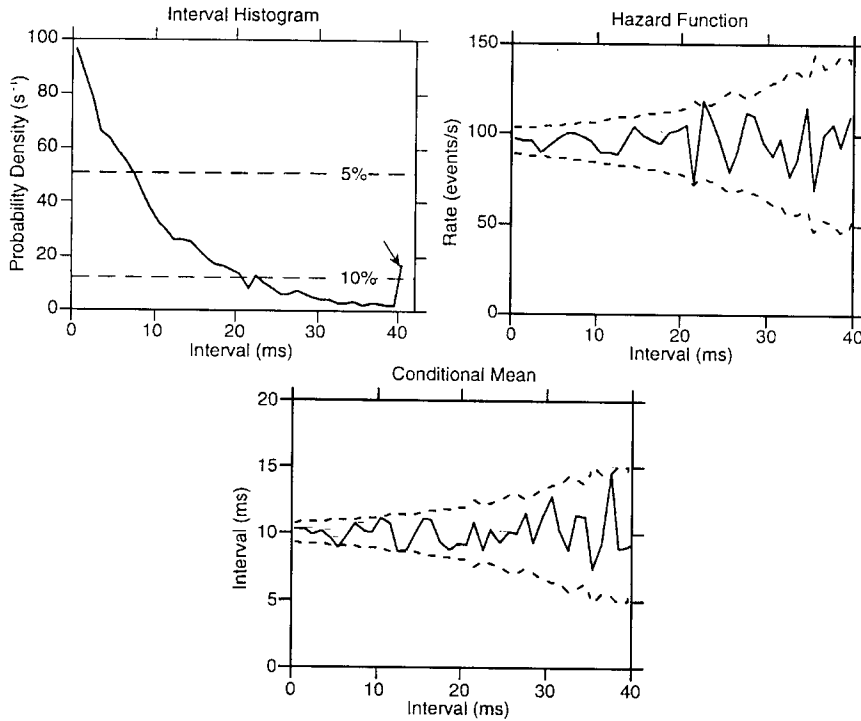 Interval Histogram
100
80
60
40
20
0
Probability Density (s⁻¹)
5%
10%
0 10 20 30 40
Interval (ms)
Hazard Function
150
100
50
0
Rate (events/s)
0 10 20 30 40
Interval (ms)
Conditional Mean
20
15
10
5
0
Interval (ms)
0 10 20 30 40
Interval (ms)